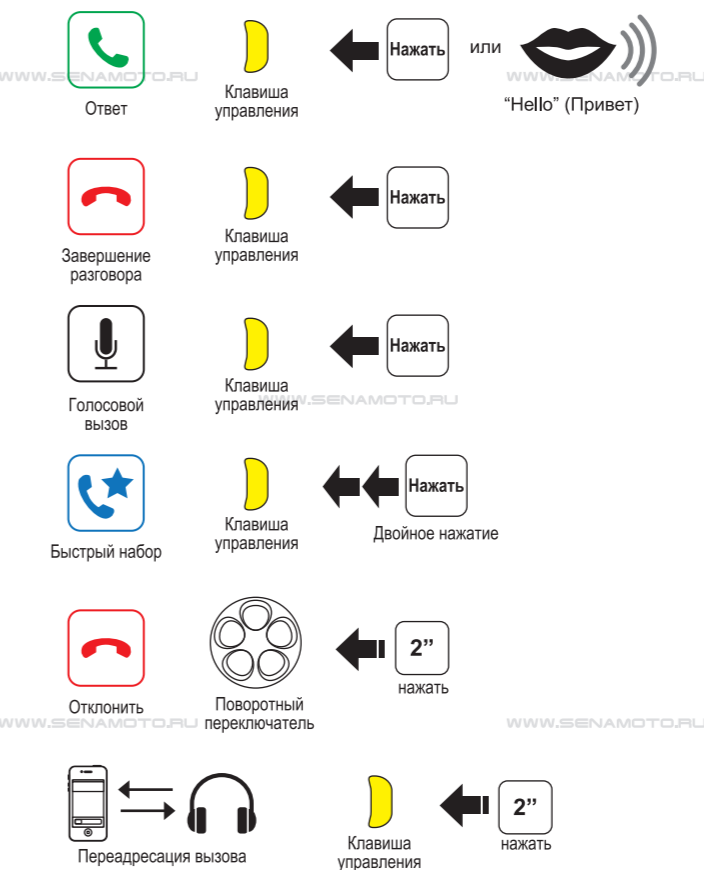 Нажать
или
WWW.SENAMOTO.RU
WWW.SENAMOTO.RU
Ответ
Клавиша
управления
“Hello” (Привет)
Нажать
Завершение
разговора
Клавиша
управления
Нажать
Голосовой
вызов
Клавиша
управления
WWW.SENAMOTO.RU
Нажать
Быстрый набор
Клавиша
управления
Двойное нажатие
2”
нажать
Отклонить
Поворотный
переключатель
WWW.SENAMOTO.RU
WWW.SENAMOTO.RU
2”
нажать
Переадресация вызова
Клавиша
управления